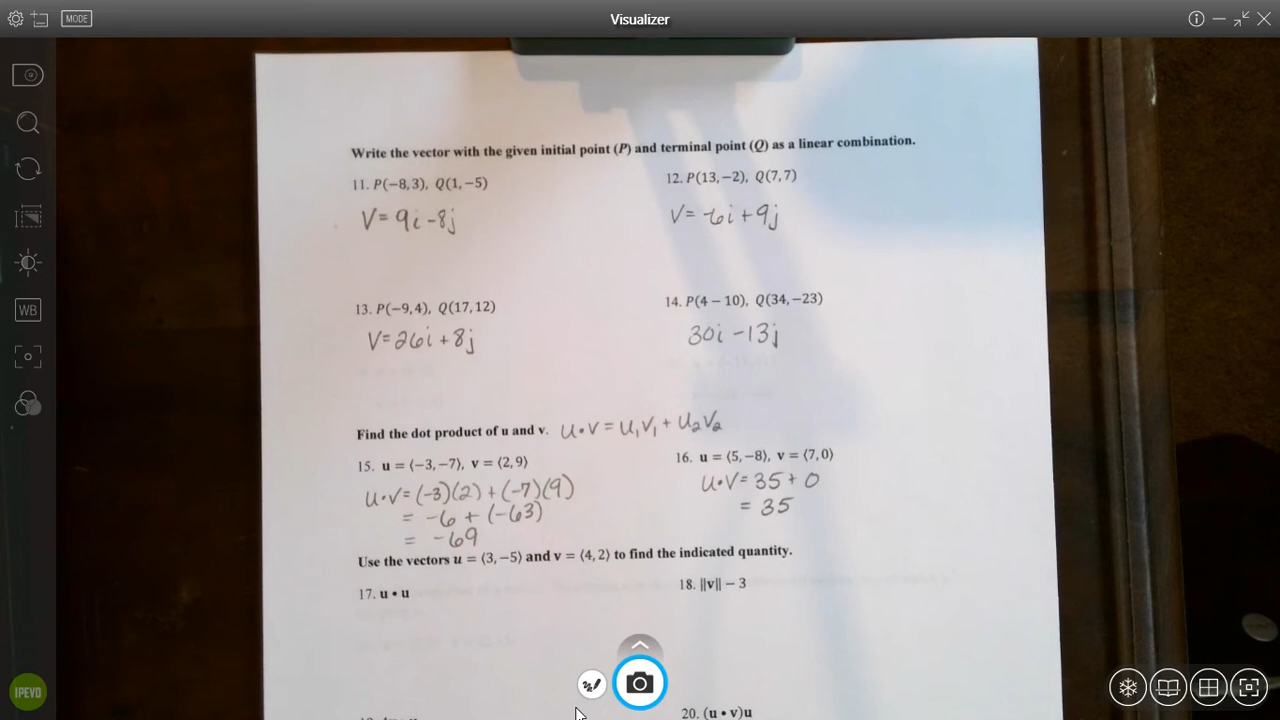 MODE
Visualizer
Write the vector with the given initial point (P) and terminal point (Q) as a linear combination.
11. P(−8,3), Q(1,−5)
12. P(13,−2), Q(7,7)
V = 9i - 8j
V = -6i + 9j
13. P(−9,4), Q(17,12)
14. P(4 − 10), Q(34,−23)
V = 26i + 8j
30i - 13j
Find the dot product of u and v. u•v = u₁v₁ + u₂v₂
15. u = ⟨−3,−7⟩, v = ⟨2,9⟩
16. u = ⟨5,−8⟩, v = ⟨7,0⟩
u•v = (-3)(2) + (-7)(9)
= -6 + (-63)
= -69
u•v = 35 + 0
= 35
Use the vectors u = ⟨3,−5⟩ and v = ⟨4,2⟩ to find the indicated quantity.
17. u • u
18. ||v|| − 3
20. (u • v)u
WB
IPEVO